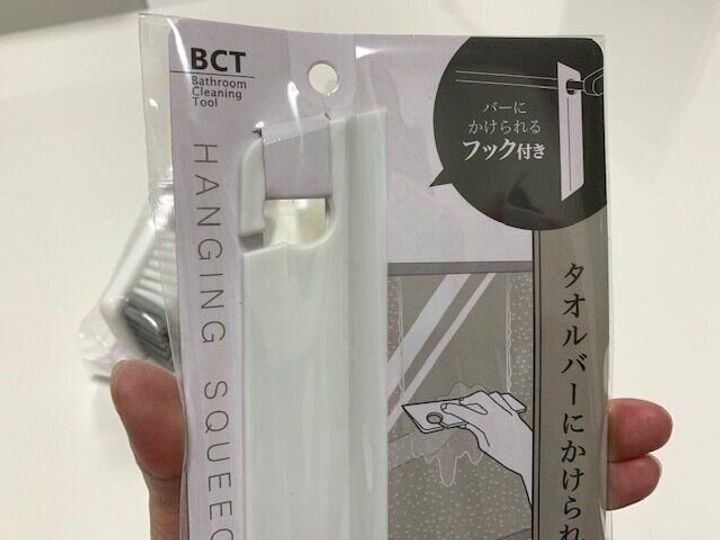 BCT
Bathroom
Cleaning
Tool
HANGING SQUEEG
バーに
かけられる
フック付き
タオルバーにかけられ